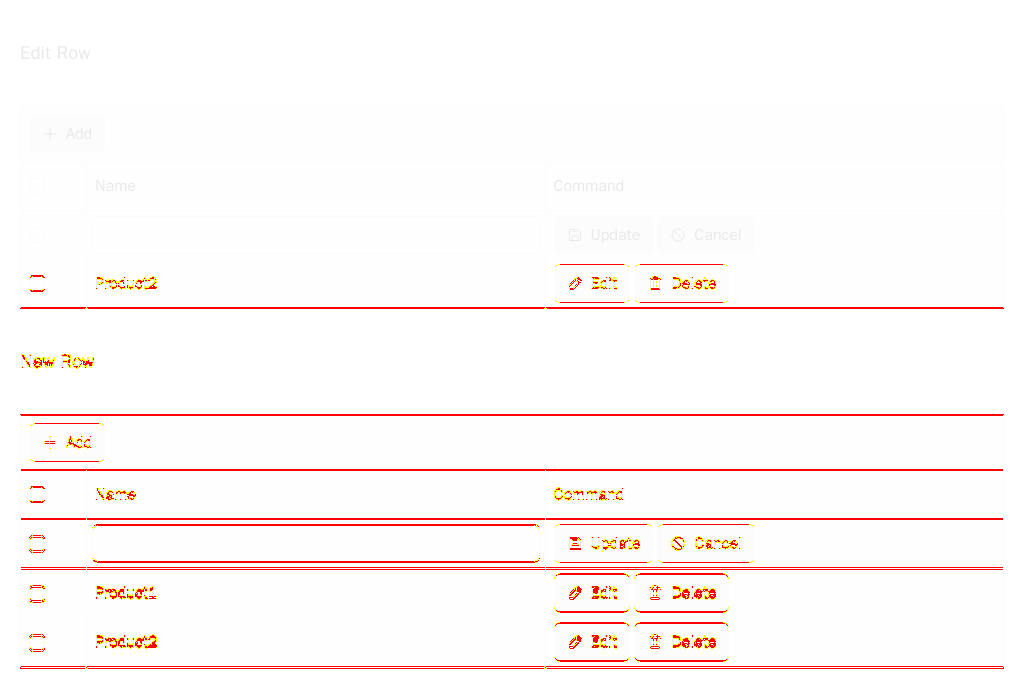 Edit Row
Add
Name Command
Update Cancel
Product2 Edit Delete
New Row
Add
Name Command
Update Cancel
Product1 Edit Delete
Product2 Edit Delete